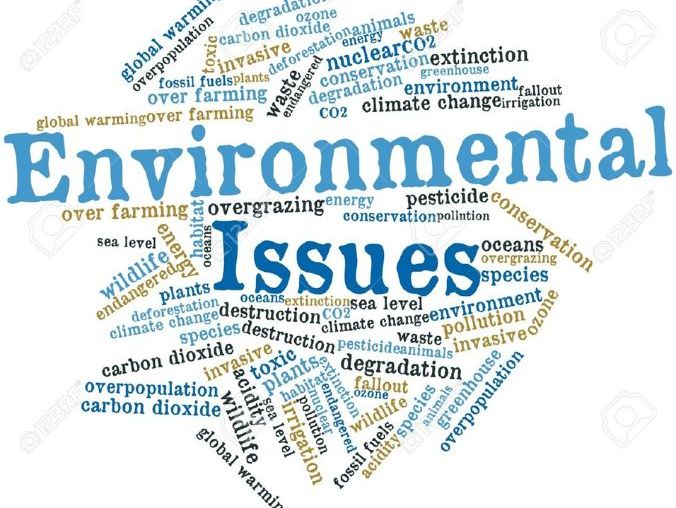 global warming
overpopulation
toxic
degradation
ozone
carbon dioxide
invasive
deforestation
animals
energy
waste
nuclear
CO2
fossil fuels
plants
over farming
waste
endangered
conservation
degradation
CO2
extinction
greenhouse
environment
fallout
climate change
irrigation
global warming
over farming
Environmental
over farming
habitat
overgrazing
energy
pesticide
conservation
pollution
conservation
sea level
energy
oceans
Issues
oceans
overgrazing
species
wildlife
endangered
plants
deforestation
climate change
species
oceans
extinction
sea level
destruction
CO2
environment
climate change
destruction
pollution
ozone
waste
invasive
carbon dioxide
invasive
toxic
pesticide
animals
degradation
overpopulation
carbon dioxide
acidity
wildlife
plants
habitat
extinction
fallout
ozone
greenhouse
overpopulation
sea level
irrigation
nuclear
pollution
endangered
wildlife
species
animals
global warming
sea level
fossil fuels
acidity
123RF